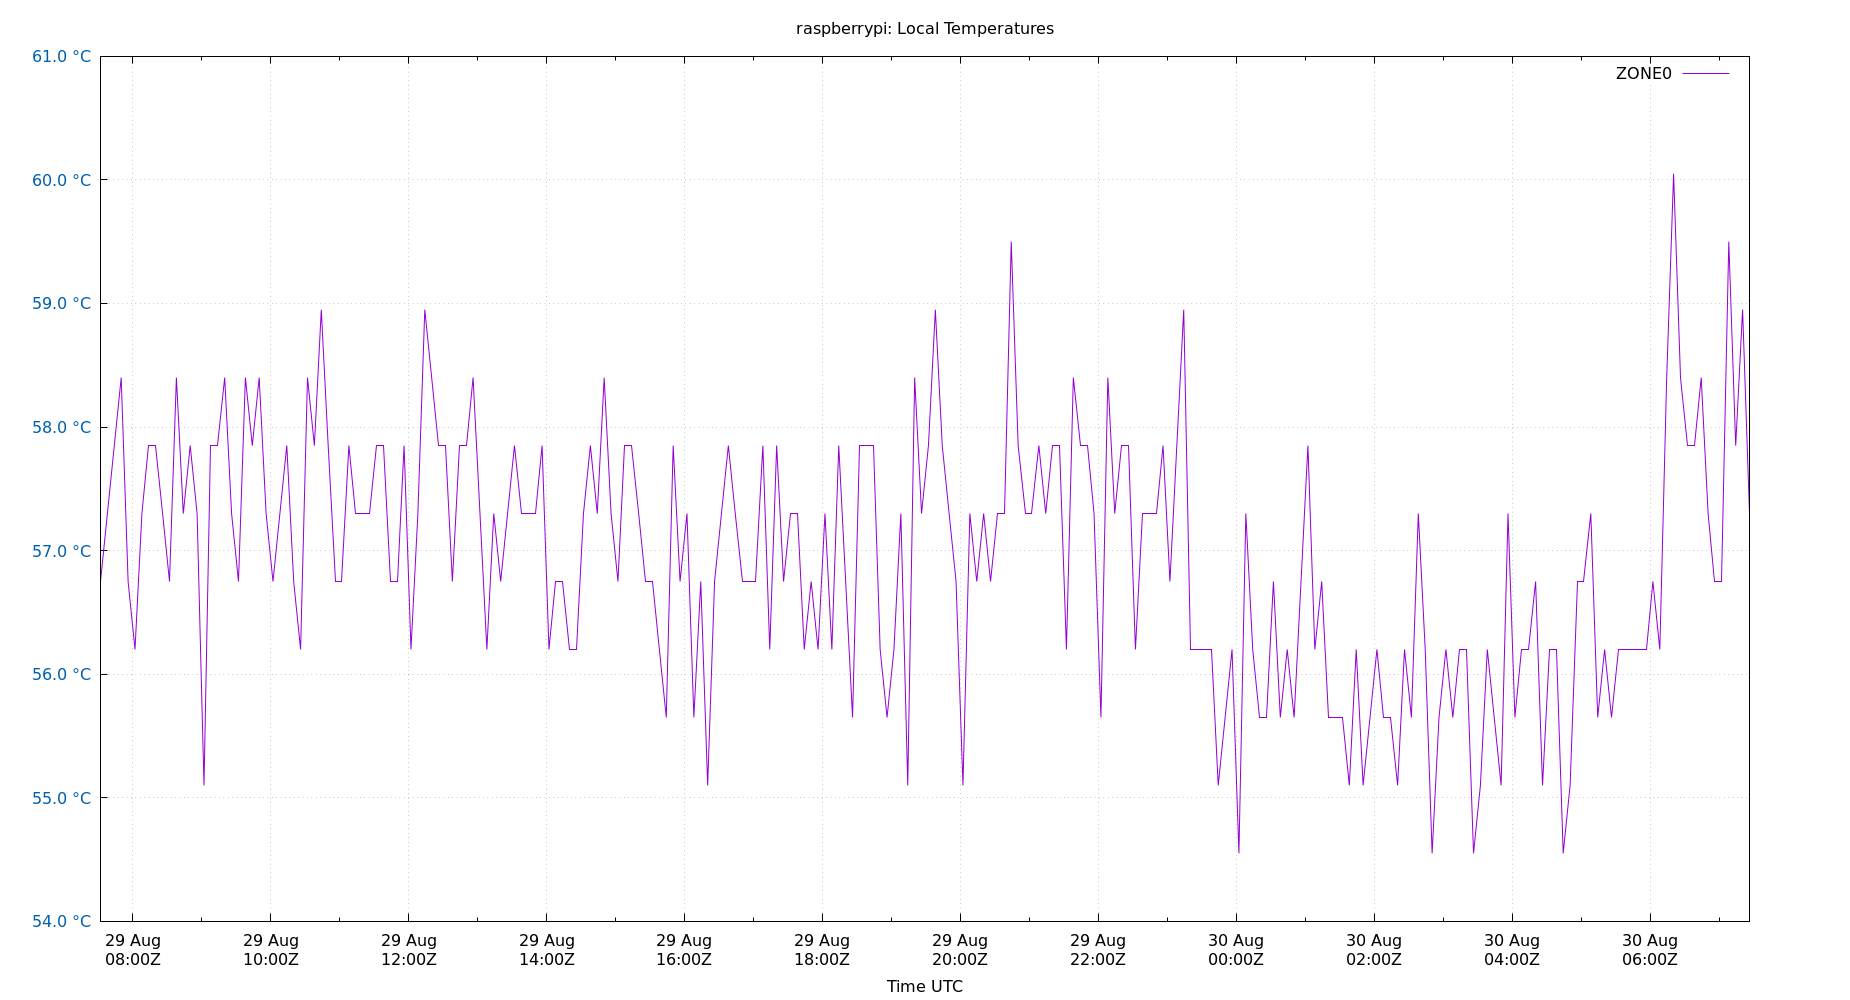 raspberrypi: Local Temperatures
61.0 °C
ZONE0
60.0 °C
59.0 °C
58.0 °C
57.0 °C
56.0 °C
55.0 °C
54.0 °C
29 Aug 29 Aug 29 Aug 29 Aug 29 Aug 29 Aug 29 Aug 29 Aug 30 Aug 30 Aug 30 Aug 30 Aug
08:00Z 10:00Z 12:00Z 14:00Z 16:00Z 18:00Z 20:00Z 22:00Z 00:00Z 02:00Z 04:00Z 06:00Z
Time UTC